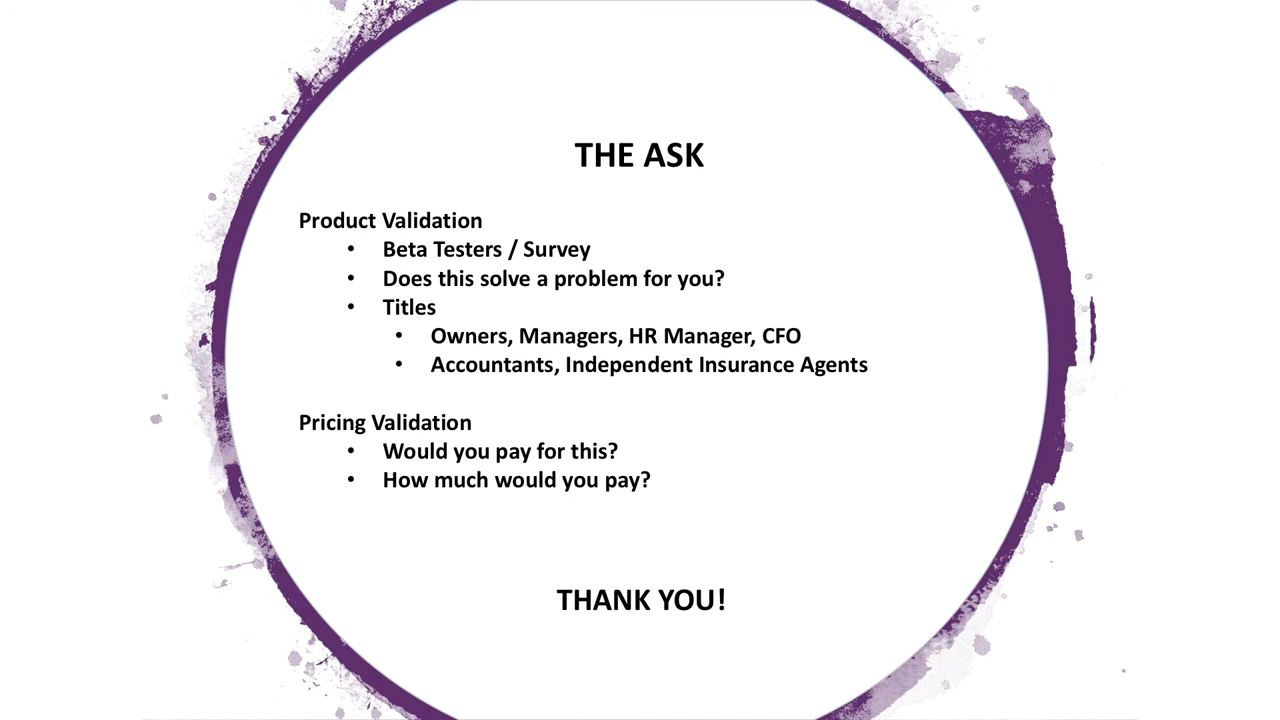 THE ASK
Product Validation
• Beta Testers / Survey
• Does this solve a problem for you?
• Titles
• Owners, Managers, HR Manager, CFO
• Accountants, Independent Insurance Agents
Pricing Validation
• Would you pay for this?
• How much would you pay?
THANK YOU!